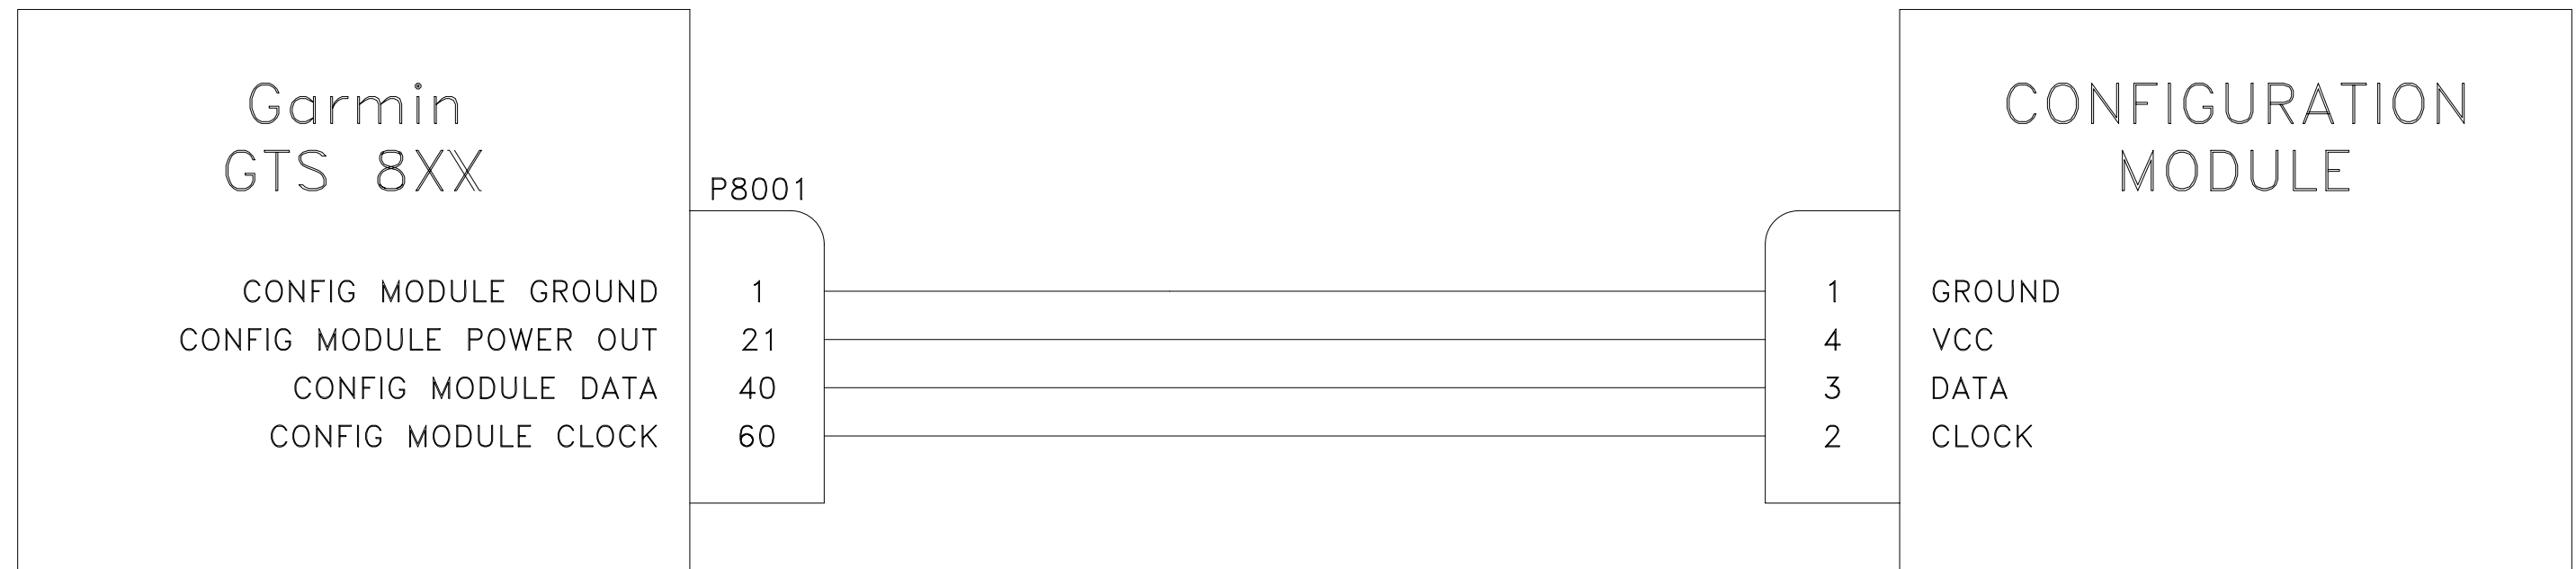 Garmin
GTS 8XX
CONFIGURATION
MODULE
P8001
CONFIG MODULE GROUND 1 1 GROUND
CONFIG MODULE POWER OUT 21 4 VCC
CONFIG MODULE DATA 40 3 DATA
CONFIG MODULE CLOCK 60 2 CLOCK